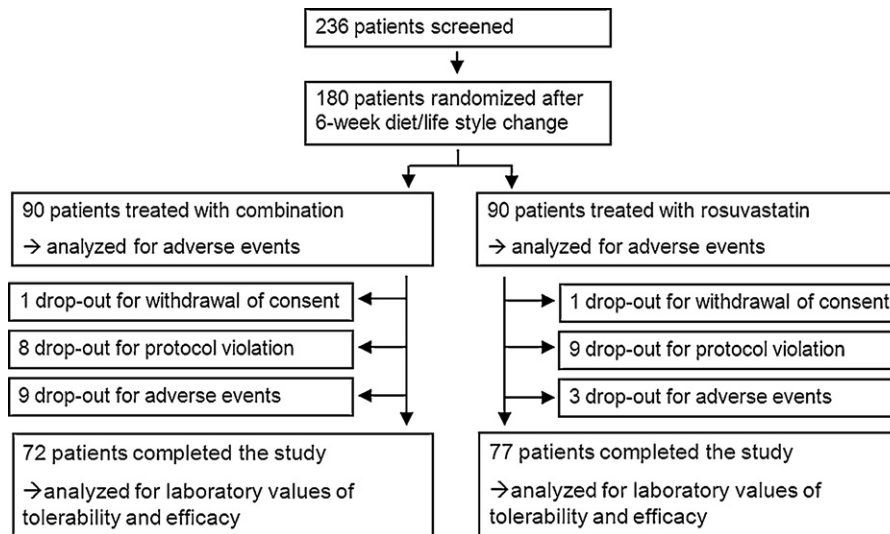 236 patients screened
180 patients randomized after
6-week diet/life style change
90 patients treated with combination
→ analyzed for adverse events
90 patients treated with rosuvastatin
→ analyzed for adverse events
1 drop-out for withdrawal of consent
8 drop-out for protocol violation
9 drop-out for adverse events
1 drop-out for withdrawal of consent
9 drop-out for protocol violation
3 drop-out for adverse events
72 patients completed the study
→analyzed for laboratory values of
tolerability and efficacy
77 patients completed the study
→analyzed for laboratory values of
tolerability and efficacy